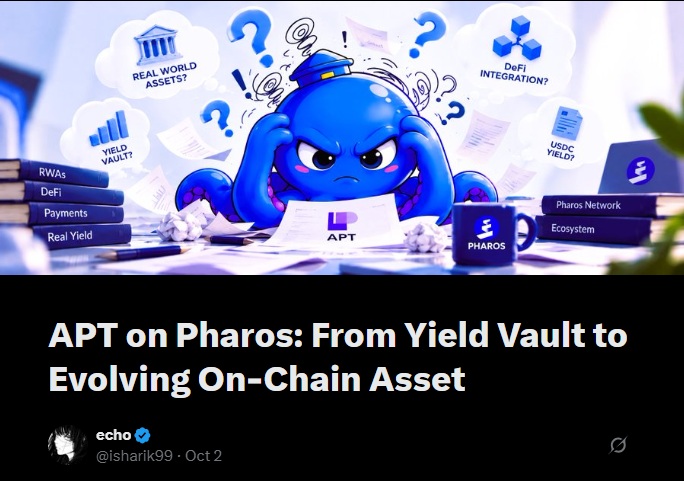 REAL WORLD
ASSETS?
DeFi
INTEGRATION?
YIELD
VAULT?
USDC
YIELD?
RWAs
DeFi
Payments
Real Yield
APT
PHAROS
Pharos Network
Ecosystem
APT on Pharos: From Yield Vault to
Evolving On-Chain Asset
echo
@isharik99 · Oct 2